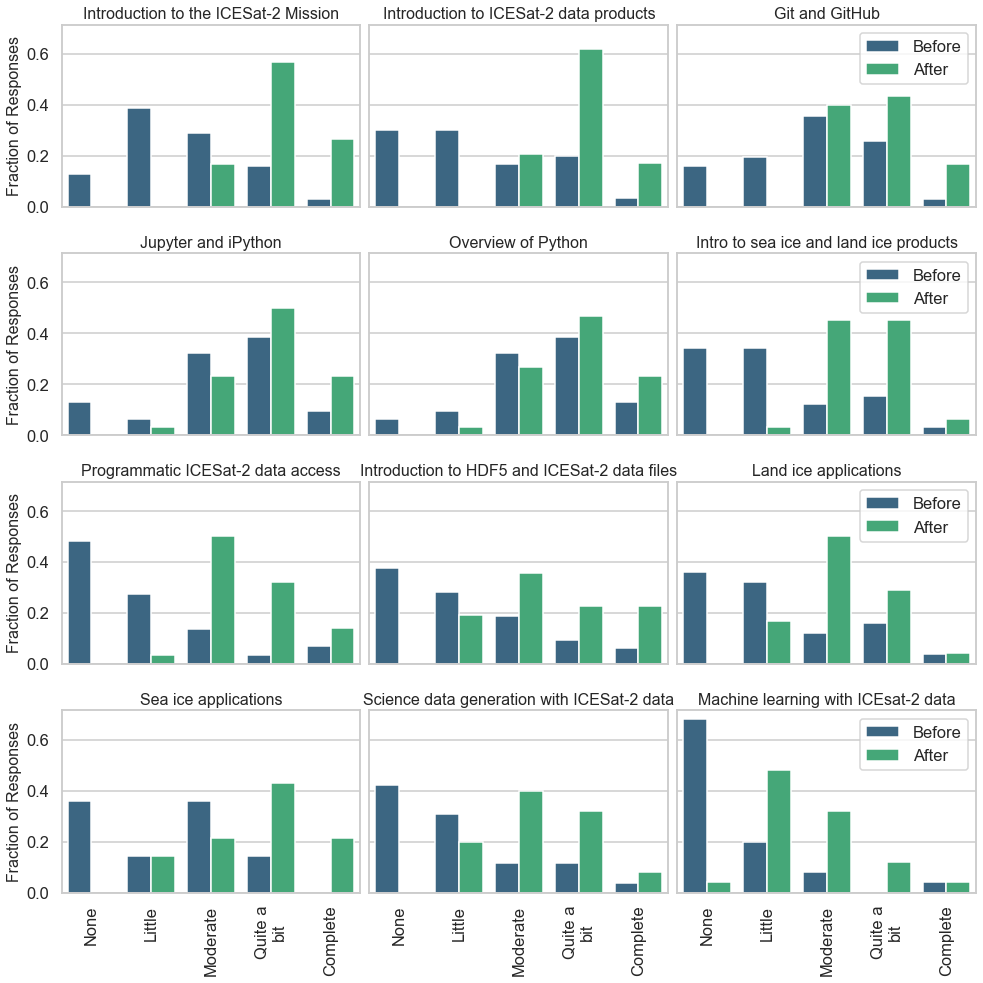 Introduction to the ICESat-2 Mission
Introduction to ICESat-2 data products
Git and GitHub
Fraction of Responses
0.6
0.4
0.2
0.0
Before
After
Jupyter and iPython
Overview of Python
Intro to sea ice and land ice products
Fraction of Responses
0.6
0.4
0.2
0.0
Before
After
Programmatic ICESat-2 data access
Introduction to HDF5 and ICESat-2 data files
Land ice applications
Fraction of Responses
0.6
0.4
0.2
0.0
Before
After
Sea ice applications
Science data generation with ICESat-2 data
Machine learning with ICEsat-2 data
Fraction of Responses
0.6
0.4
0.2
0.0
Before
After
None
Little
Moderate
Quite a
bit
Complete
None
Little
Moderate
Quite a
bit
Complete
None
Little
Moderate
Quite a
bit
Complete